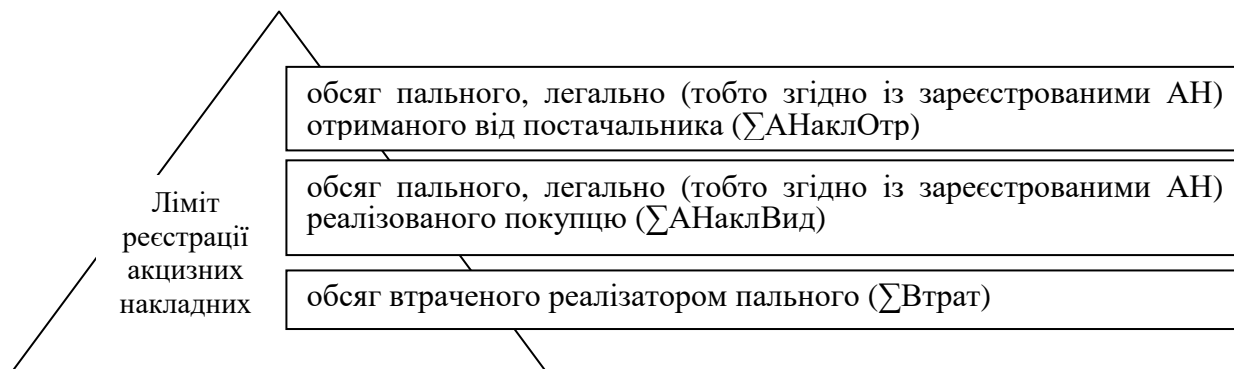 обсяг пального, легально (тобто згідно із зареєстрованими АН)
отриманого від постачальника (∑АНаклОтр)
обсяг пального, легально (тобто згідно із зареєстрованими АН)
реалізованого покупцю (∑АНаклВид)
Ліміт
реєстрації
акцизних
накладних
обсяг втраченого реалізатором пального (∑Втрат)